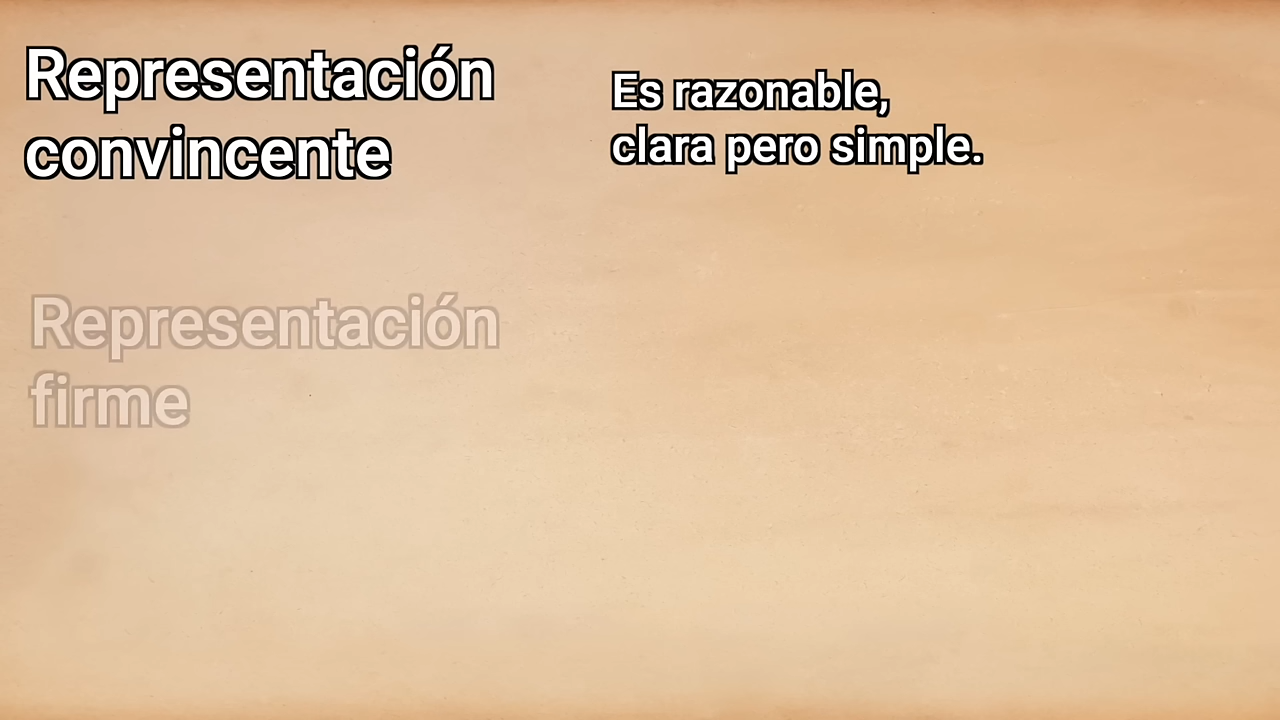 Representación
convincente
Es razonable,
clara pero simple.
Representación
firme